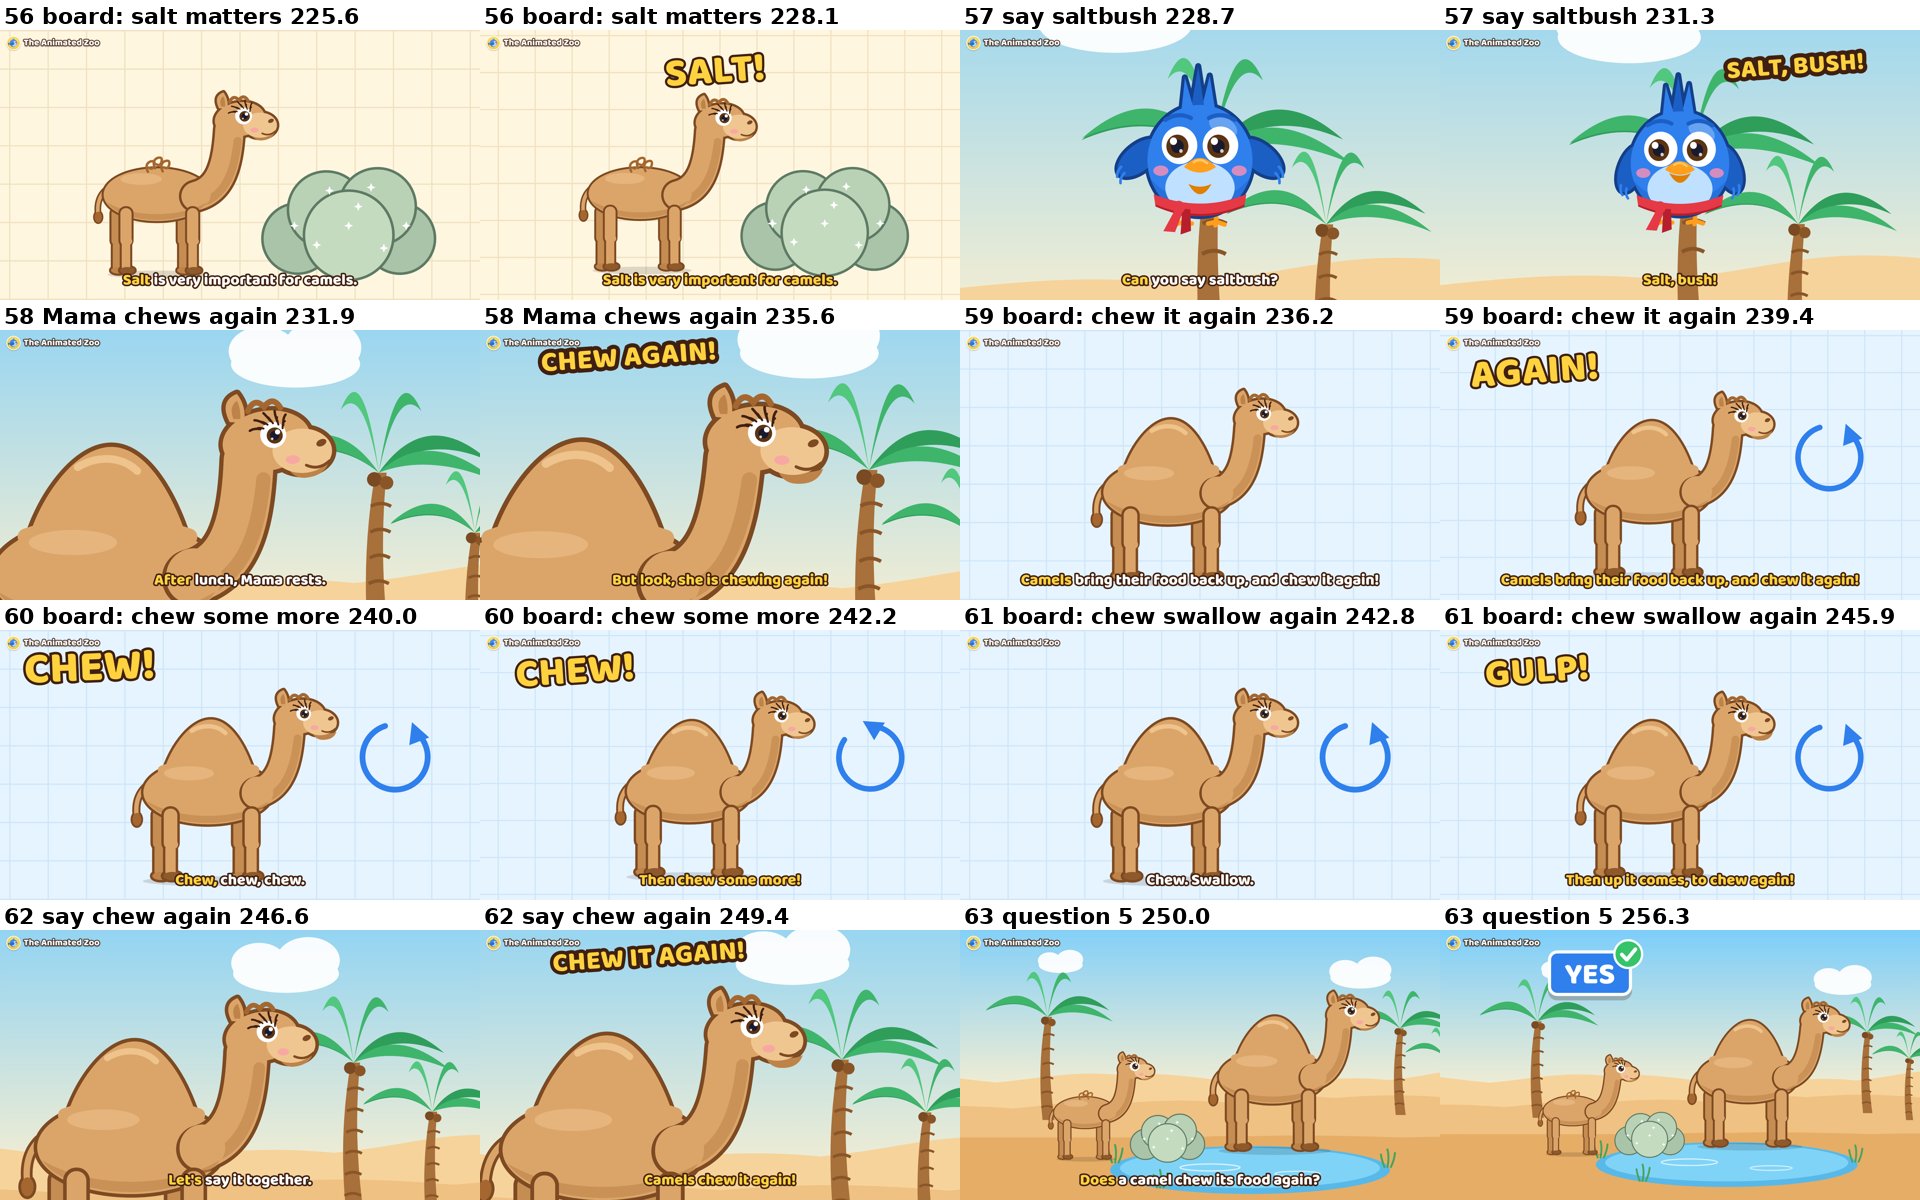 56 board: salt matters 225.6
56 board: salt matters 228.1
57 say saltbush 228.7
57 say saltbush 231.3
The Animated Zoo
The Animated Zoo
The Animated Zoo
The Animated Zoo
SALT!
SALT, BUSH!
Salt is very important for camels.
Salt is very important for camels.
Can you say saltbush?
Salt, bush!
58 Mama chews again 231.9
58 Mama chews again 235.6
59 board: chew it again 236.2
59 board: chew it again 239.4
The Animated Zoo
The Animated Zoo
The Animated Zoo
The Animated Zoo
CHEW AGAIN!
AGAIN!
After lunch, Mama rests.
But look, she is chewing again!
Camels bring their food back up, and chew it again!
Camels bring their food back up, and chew it again!
60 board: chew some more 240.0
60 board: chew some more 242.2
61 board: chew swallow again 242.8
61 board: chew swallow again 245.9
The Animated Zoo
The Animated Zoo
The Animated Zoo
The Animated Zoo
CHEW!
CHEW!
GULP!
Chew, chew, chew.
Then chew some more!
Chew. Swallow.
Then up it comes, to chew again!
62 say chew again 246.6
62 say chew again 249.4
63 question 5 250.0
63 question 5 256.3
The Animated Zoo
The Animated Zoo
The Animated Zoo
The Animated Zoo
CHEW IT AGAIN!
YES
Let's say it together.
Camels chew it again!
Does a camel chew its food again?